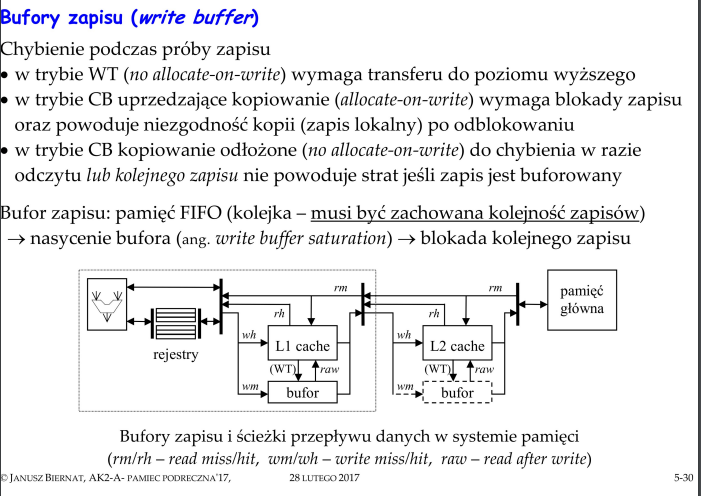 Bufory zapisu (write buffer)
Chybienie podczas próby zapisu
• w trybie WT (no allocate-on-write) wymaga transferu do poziomu wyższego
• w trybie CB uprzedzające kopiowanie (allocate-on-write) wymaga blokady zapisu
oraz powoduje niezgodność kopii (zapis lokalny) po odblokowaniu
• w trybie CB kopiowanie odłożone (no allocate-on-write) do chybienia w razie
odczytu lub kolejnego zapisu nie powoduje strat jeśli zapis jest buforowany
Bufor zapisu: pamięć FIFO (kolejka – musi być zachowana kolejność zapisów)
→ nasycenie bufora (ang. write buffer saturation) → blokada kolejnego zapisu
rm rm pamięć
główna
rh rh
wh L1 cache wh L2 cache
rejestry
(WT) raw (WT) raw
wm bufor wm bufor
Bufory zapisu i ścieżki przepływu danych w systemie pamięci
(rm/rh – read miss/hit, wm/wh – write miss/hit, raw – read after write)
© JANUSZ BIERNAT, AK2-A- PAMIEC PODRECZNA'17, 28 LUTEGO 2017 5-30